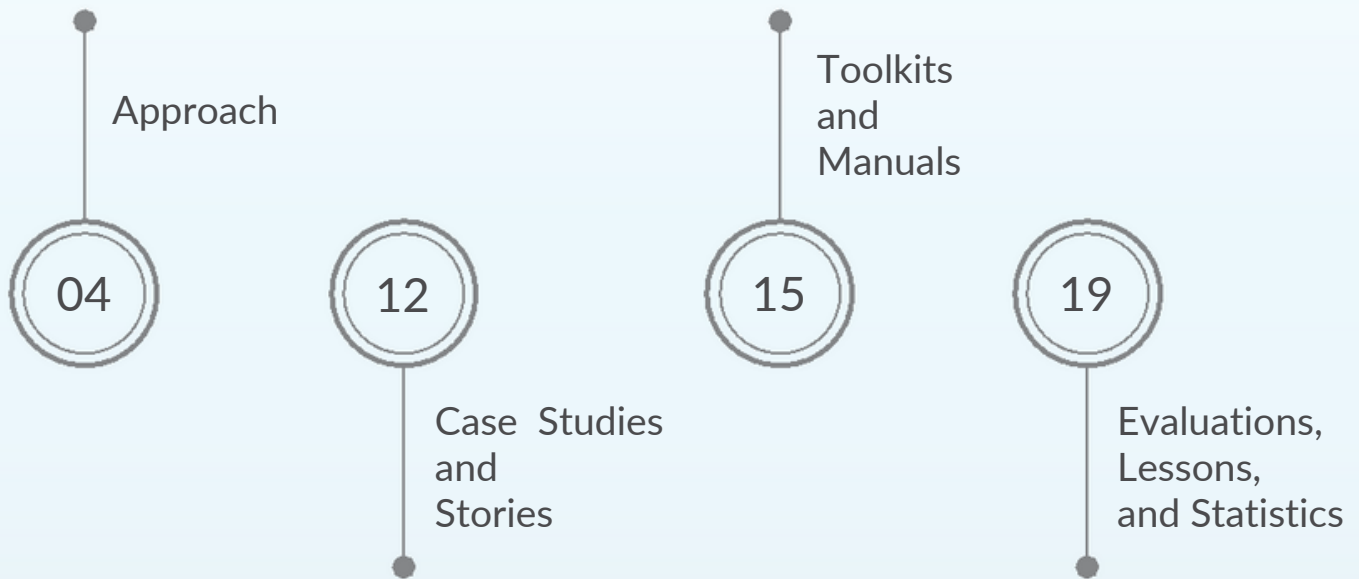 Approach
04
12
Case Studies
and
Stories
Toolkits
and
Manuals
15
19
Evaluations,
Lessons,
and Statistics